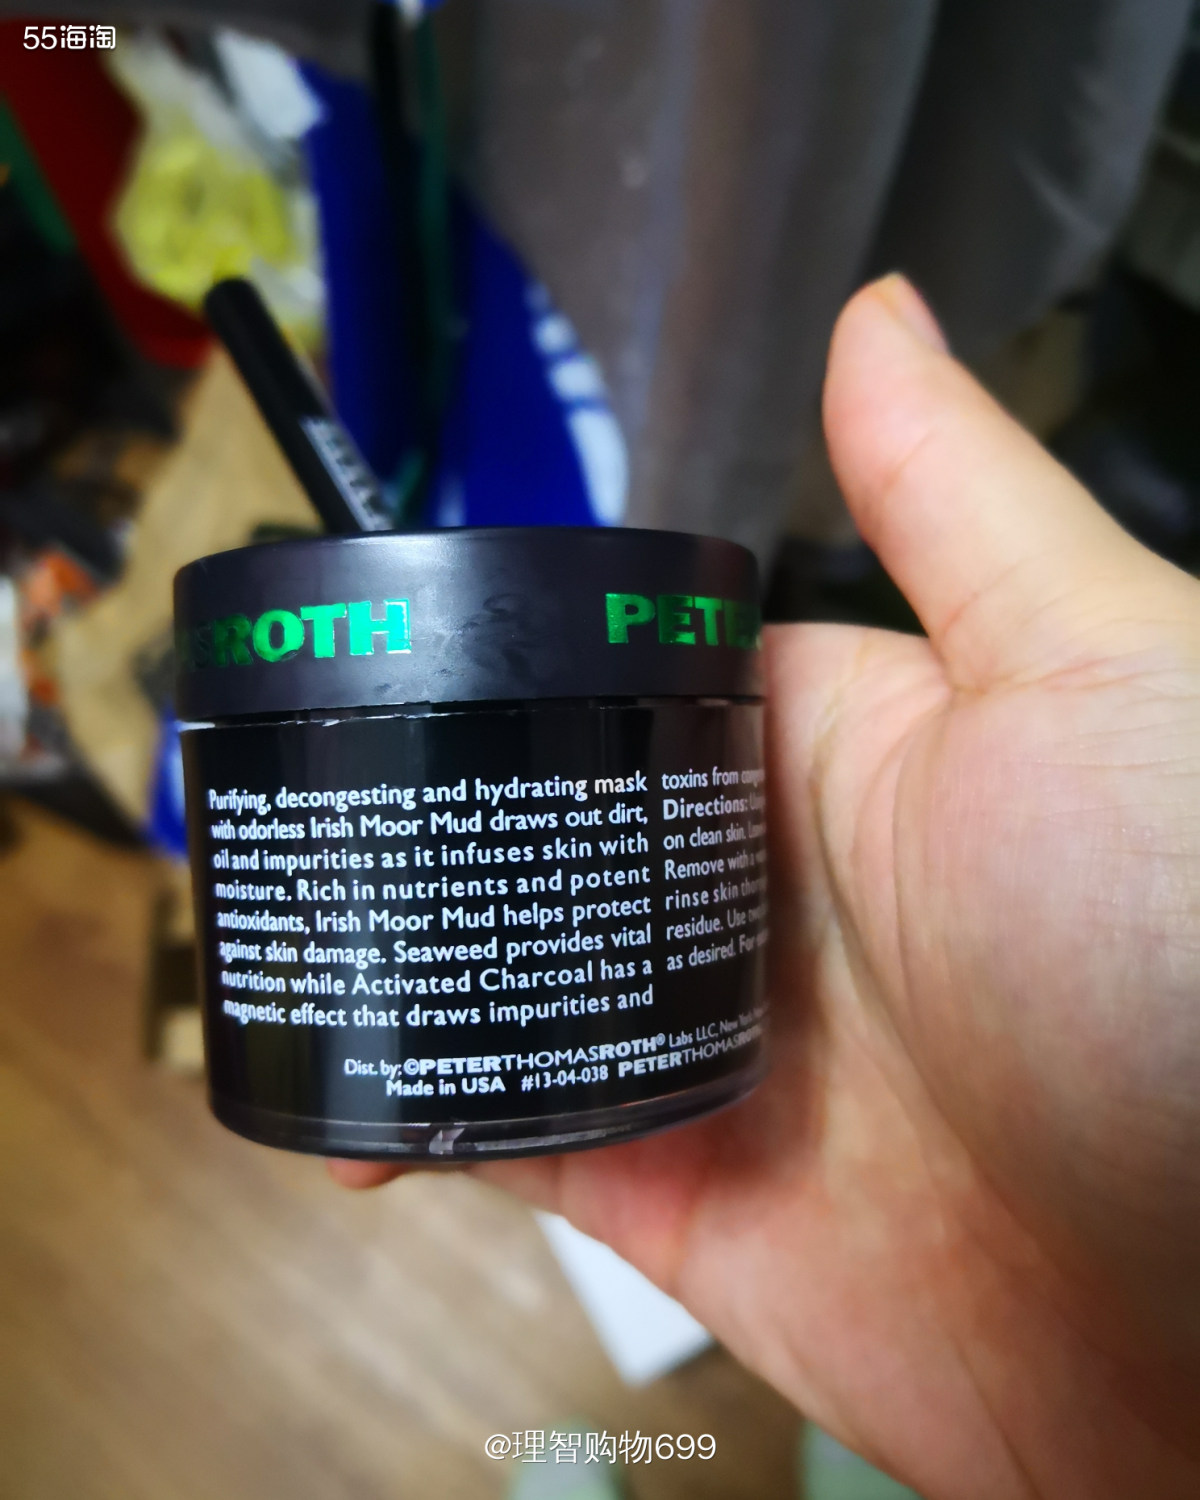 55海淘
ROTH
PETE
Purifying, decongesting and hydrating mask
with odorless Irish Moor Mud draws out dirt,
oil and impurities as it infuses skin with
moisture. Rich in nutrients and potent
antioxidants, Irish Moor Mud helps protect
against skin damage. Seaweed provides vital
nutrition while Activated Charcoal has a
magnetic effect that draws impurities and
toxins from
Directions:
on clean skin.
Remove with a
rinse skin
residue. Use
as desired. For
Dist. by: ©PETERTHOMASROTH® Labs LLC, New York,
Made in USA #13-04-038 PETERTHOMASROTH
@理智购物699